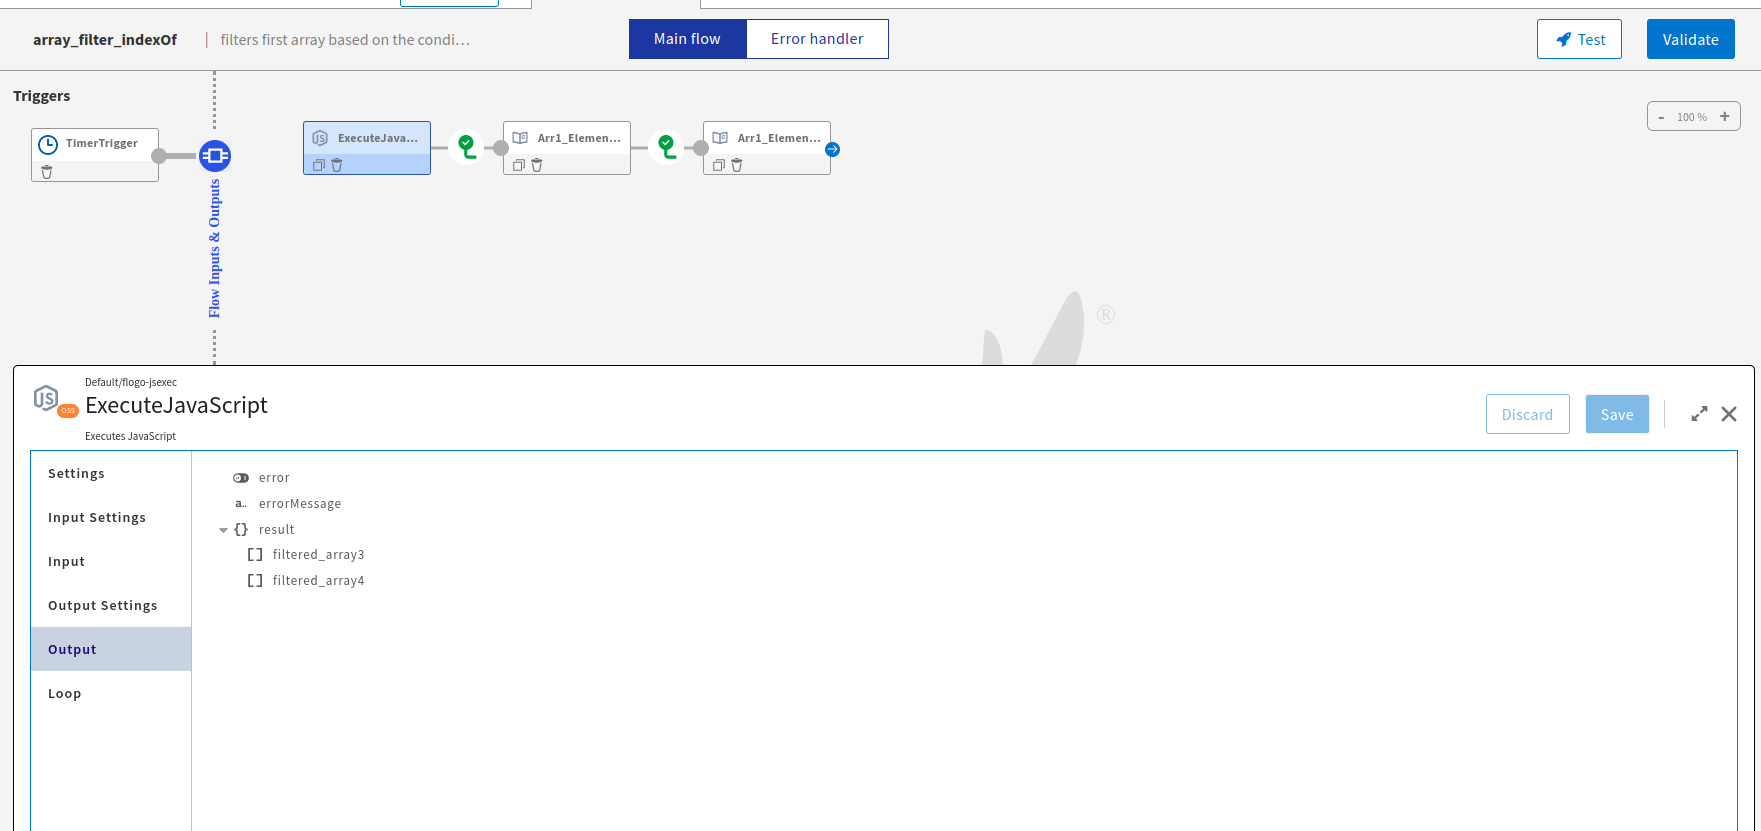 array_filter_indexOf | filters first array based on the condi...
Main flow
Error handler
Test
Validate
Triggers
TimerTrigger
ExecuteJava...
Arr1_Elemen...
Arr1_Elemen...
- 100 % +
Flow Inputs & Outputs
®
Default/flogo-jsexec
JS
OSS
ExecuteJavaScript
Executes JavaScript
Discard
Save
Settings
Input Settings
Input
Output Settings
Output
Loop
error
a.. errorMessage
{} result
[] filtered_array3
[] filtered_array4